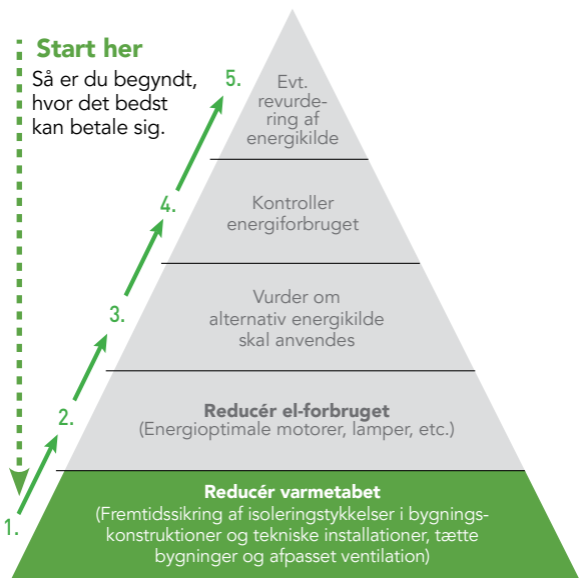 Start her
Så er du begyndt,
hvor det bedst
kan betale sig.
5.
Evt.
revurde-
ring af
energikilde
4.
Kontroller
energiforbruget
3.
Vurder om
alternativ energikilde
skal anvendes
2.
Reducér el-forbruget
(Energioptimale motorer, lamper, etc.)
1.
Reducér varmetabet
(Fremtidssikring af isoleringstykkelser i bygnings-
konstruktioner og tekniske installationer, tætte
bygninger og afpasset ventilation)